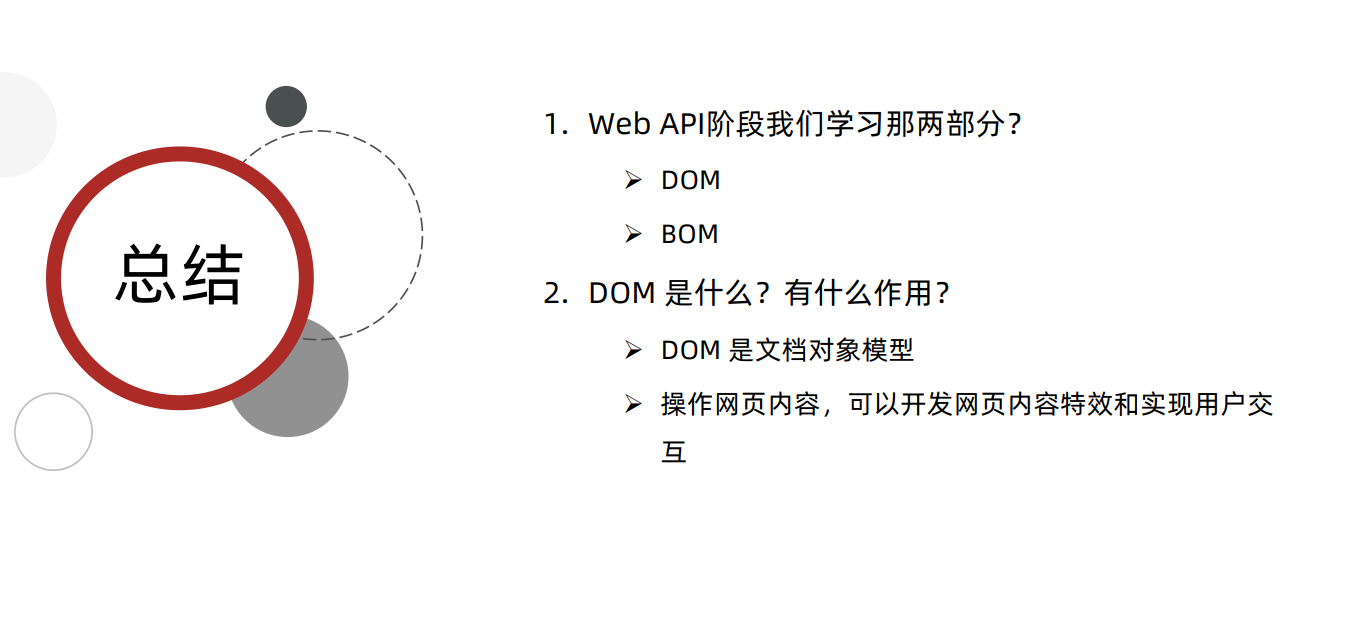 总结
1. Web API阶段我们学习那两部分？
➢ DOM
➢ BOM
2. DOM 是什么？有什么作用？
➢ DOM 是文档对象模型
➢ 操作网页内容，可以开发网页内容特效和实现用户交
互